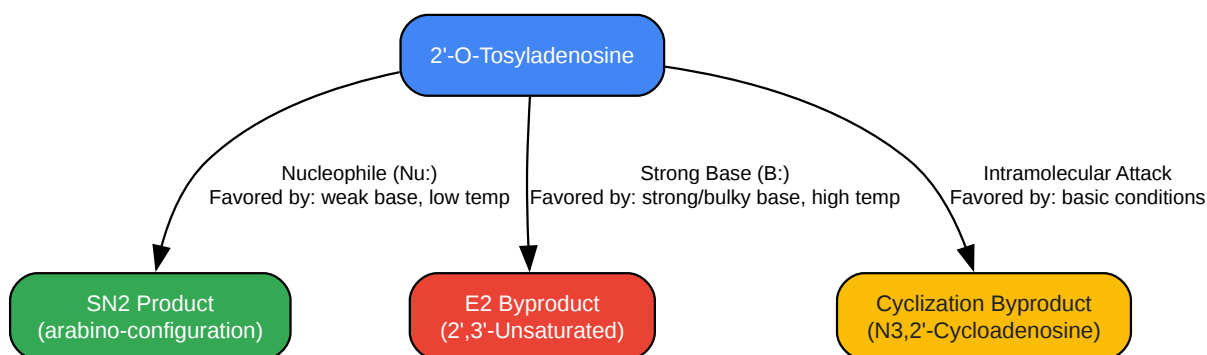 2'-O-Tosyladenosine
Nucleophile (Nu:)
Favored by: weak base, low temp
Strong Base (B:)
Favored by: strong/bulky base, high temp
Intramolecular Attack
Favored by: basic conditions
SN2 Product
(arabino-configuration)
E2 Byproduct
(2',3'-Unsaturated)
Cyclization Byproduct
(N3,2'-Cycloadenosine)